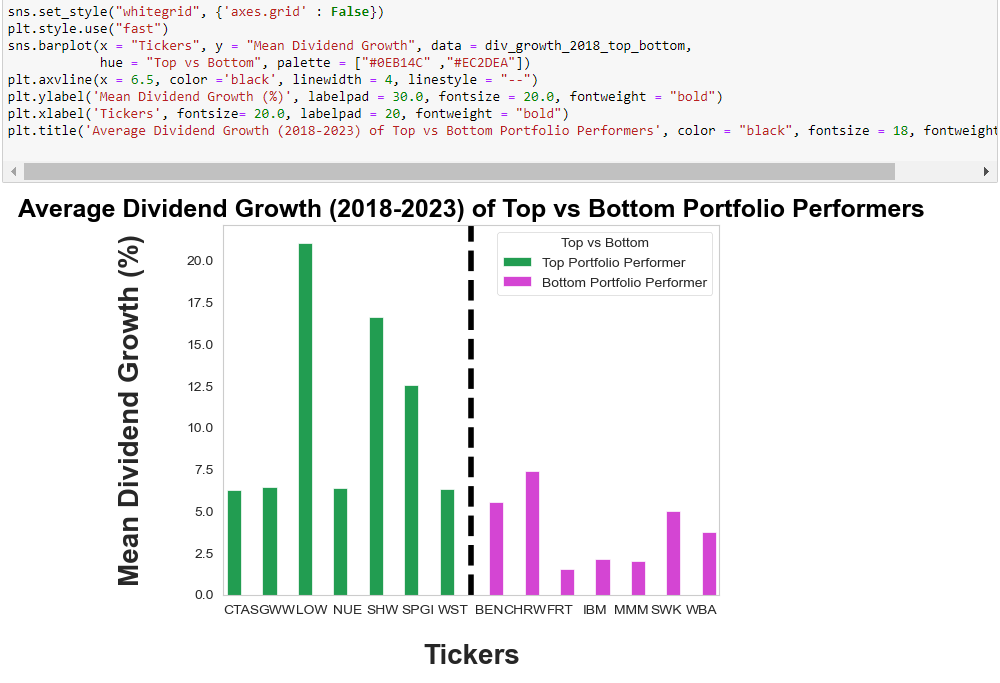 sns.set_style("whitegrid", {'axes.grid' : False})
plt.style.use("fast")
sns.barplot(x = "Tickers", y = "Mean Dividend Growth", data = div_growth_2018_top_bottom,
hue = "Top vs Bottom", palette = ["#0EB14C" ,"#EC2DEA"])
plt.axvline(x = 6.5, color ='black', linewidth = 4, linestyle = "--")
plt.ylabel('Mean Dividend Growth (%)', labelpad = 30.0, fontsize = 20.0, fontweight = "bold")
plt.xlabel('Tickers', fontsize= 20.0, labelpad = 20, fontweight = "bold")
plt.title('Average Dividend Growth (2018-2023) of Top vs Bottom Portfolio Performers', color = "black", fontsize = 18, fontweight
Average Dividend Growth (2018-2023) of Top vs Bottom Portfolio Performers
Mean Dividend Growth (%)
20.0
17.5
15.0
12.5
10.0
7.5
5.0
2.5
0.0
Top vs Bottom
Top Portfolio Performer
Bottom Portfolio Performer
CTAS GWW LOW NUE SHW SPGI WST BEN CHRW FRT IBM MMM SWK WBA
Tickers